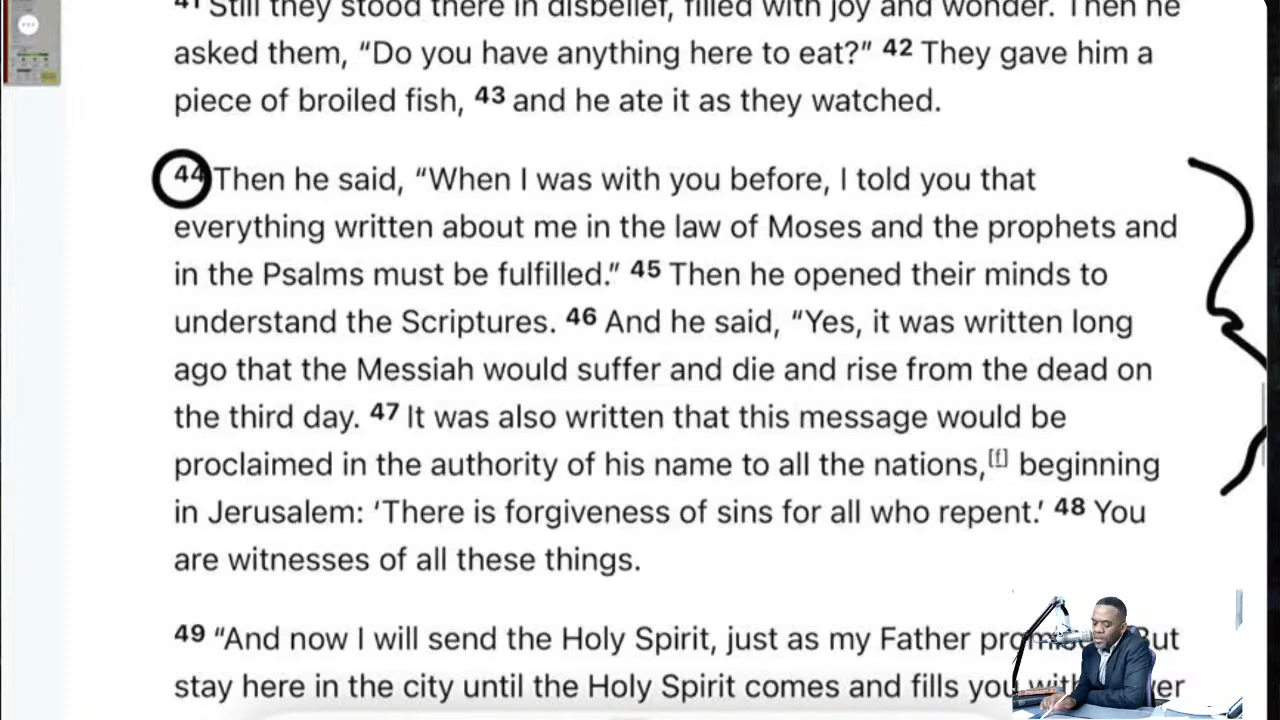 41 Still they stood there in disbelief, filled with joy and wonder. Then he
asked them, “Do you have anything here to eat?” 42 They gave him a
piece of broiled fish, 43 and he ate it as they watched.
44 Then he said, “When I was with you before, I told you that
everything written about me in the law of Moses and the prophets and
in the Psalms must be fulfilled.” 45 Then he opened their minds to
understand the Scriptures. 46 And he said, “Yes, it was written long
ago that the Messiah would suffer and die and rise from the dead on
the third day. 47 It was also written that this message would be
proclaimed in the authority of his name to all the nations,[f] beginning
in Jerusalem: ‘There is forgiveness of sins for all who repent.’ 48 You
are witnesses of all these things.
49 “And now I will send the Holy Spirit, just as my Father But
stay here in the city until the Holy Spirit comes and fills you